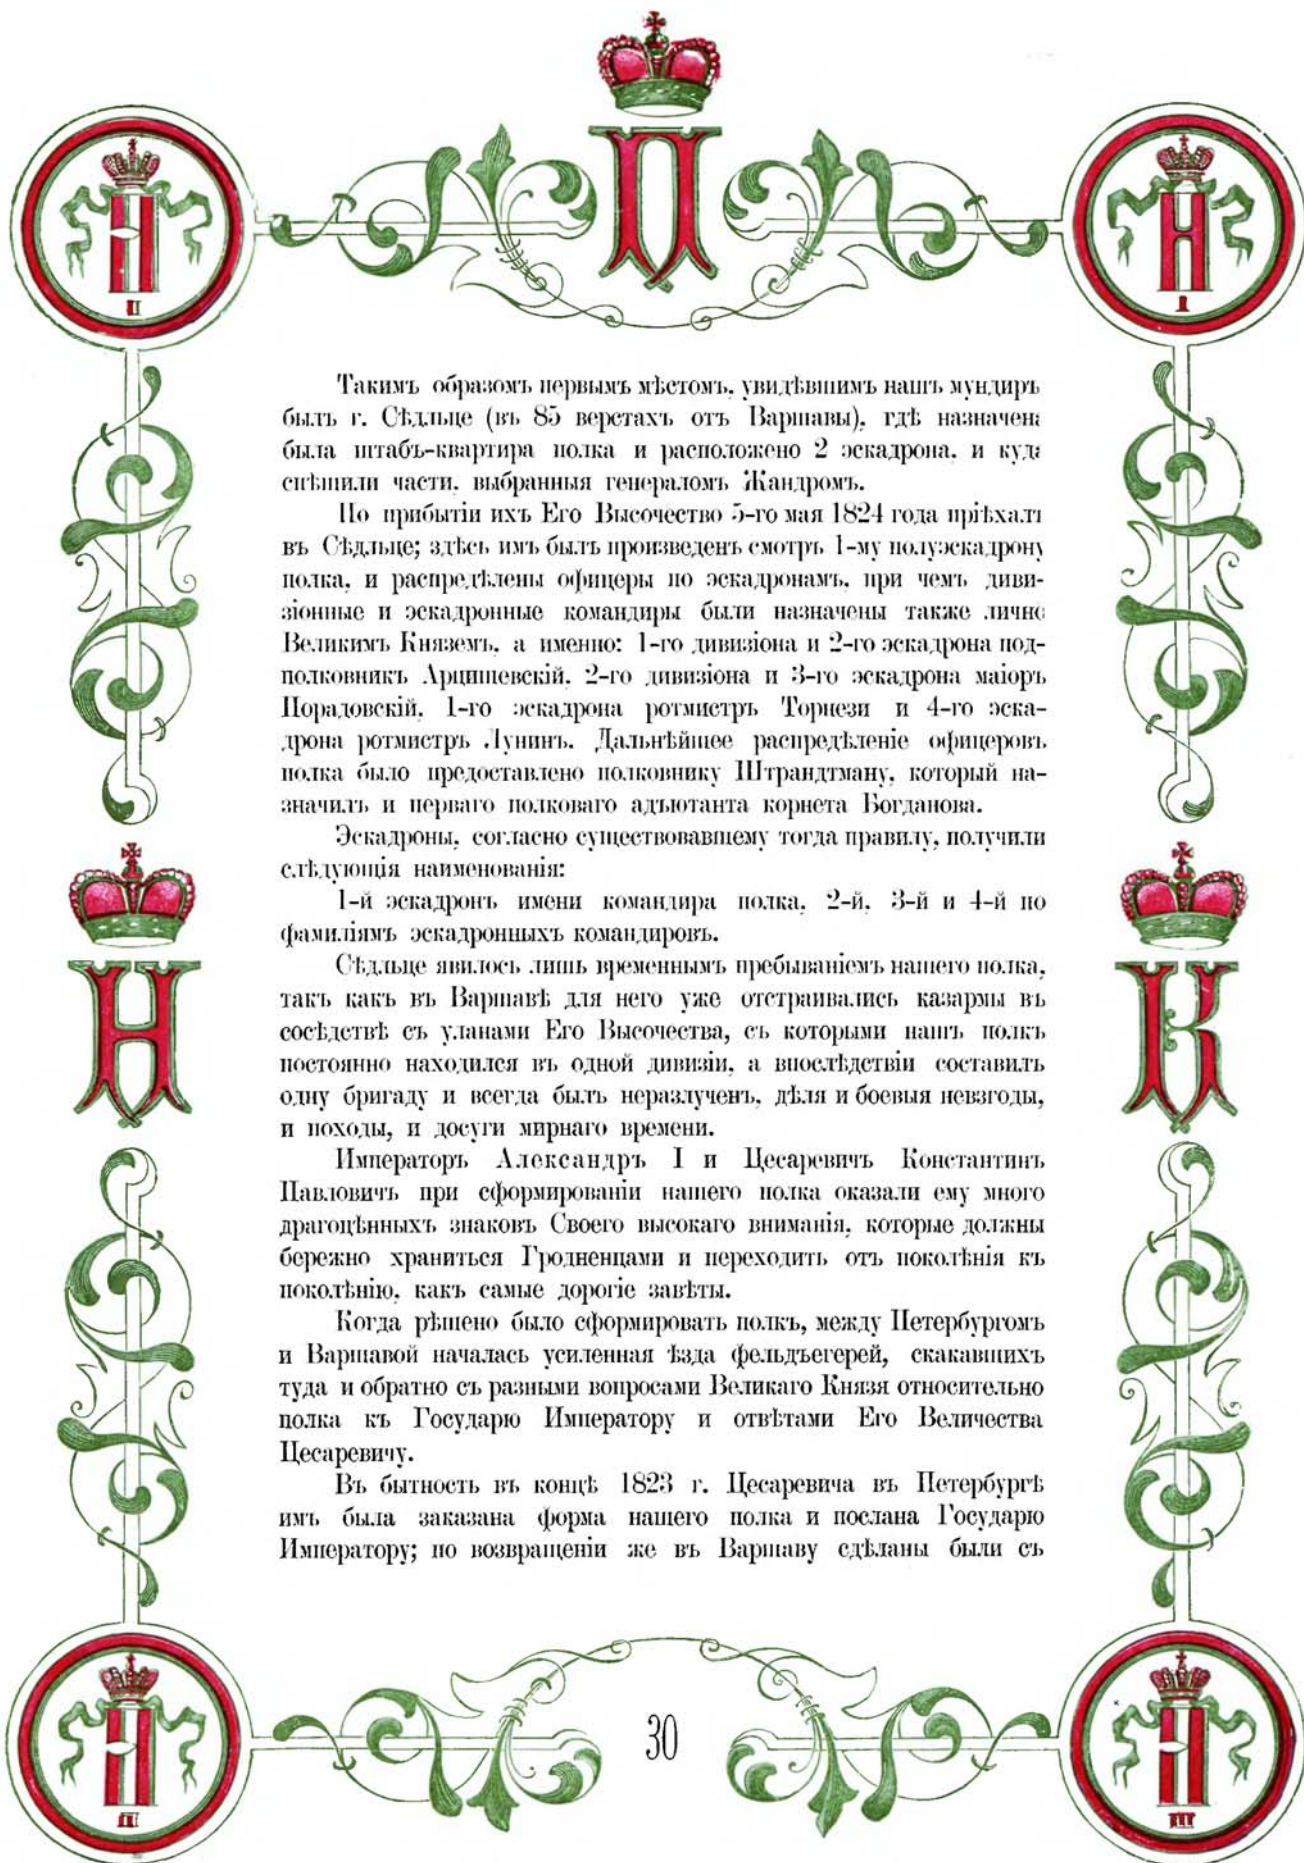 П
II
I
Такимъ образомъ первымъ мѣстомъ, увидѣвшимъ нашъ мундиръ
былъ г. Сѣдльце (въ 85 верстахъ отъ Варшавы), гдѣ назначена
была штабъ-квартира полка и расположено 2 эскадрона, и куда
спѣшили части, выбранныя генераломъ Жандромъ.
По прибытіи ихъ Его Высочество 5-го мая 1824 года пріѣхалъ
въ Сѣдльце; здѣсь имъ былъ произведенъ смотръ 1-му полуэскадрону
полка, и распредѣлены офицеры по эскадронамъ, при чемъ диви-
зіонные и эскадронные командиры были назначены также лично
Великимъ Княземъ, а именно: 1-го дивизіона и 2-го эскадрона под-
полковникъ Арцишевскій, 2-го дивизіона и 3-го эскадрона маіоръ
Порадовскій, 1-го эскадрона ротмистръ Торнези и 4-го эска-
дрона ротмистръ Лунинъ. Дальнѣйшее распредѣленіе офицеровъ
полка было предоставлено полковнику Штрандтману, который на-
значилъ и перваго полковаго адъютанта корнета Богданова.
Эскадроны, согласно существовавшему тогда правилу, получили
слѣдующія наименованія:
1-й эскадронъ имени командира полка, 2-й, 3-й и 4-й по
фамиліямъ эскадронныхъ командировъ.
Сѣдльце явилось лишь временнымъ пребываніемъ нашего полка,
такъ какъ въ Варшавѣ для него уже отстраивались казармы въ
сосѣдствѣ съ уланами Его Высочества, съ которыми нашъ полкъ
постоянно находился въ одной дивизіи, а впослѣдствіи составилъ
одну бригаду и всегда былъ неразлученъ, дѣля и боевыя невзгоды,
и походы, и досуги мирнаго времени.
Императоръ Александръ I и Цесаревичъ Константинъ
Павловичъ при сформированіи нашего полка оказали ему много
драгоцѣнныхъ знаковъ Своего высокаго вниманія, которые должны
бережно храниться Гродненцами и переходить отъ поколѣнія къ
поколѣнію, какъ самые дорогіе завѣты.
Когда рѣшено было сформировать полкъ, между Петербургомъ
и Варшавой началась усиленная ѣзда фельдъегерей, скакавшихъ
туда и обратно съ разными вопросами Великаго Князя относительно
полка къ Государю Императору и отвѣтами Его Величества
Цесаревичу.
Въ бытность въ концѣ 1823 г. Цесаревича въ Петербургѣ
имъ была заказана форма нашего полка и послана Государю
Императору; по возвращеніи же въ Варшаву сдѣланы были съ
Н
К
II
30
III